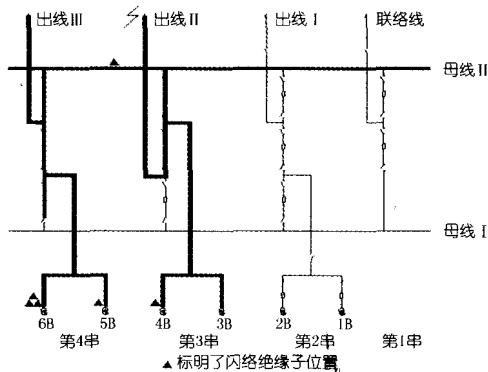 出线Ⅲ 出线Ⅱ 出线Ⅰ 联络线
母线Ⅱ
母线Ⅰ
6B 5B 4B 3B 2B 1B
第4串 第3串 第2串 第1串
▲标明了闪络绝缘子位置。